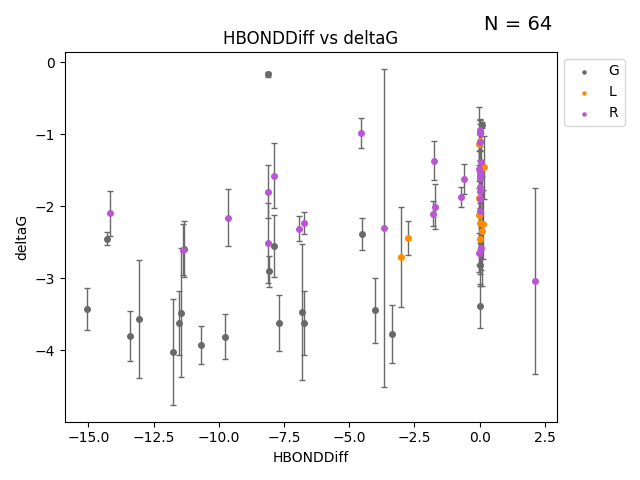 N = 64
HBONDDiff vs deltaG
G
L
R
deltaG
0
−1
−2
−3
−4
−15.0 −12.5 −10.0 −7.5 −5.0 −2.5 0.0 2.5
HBONDDiff